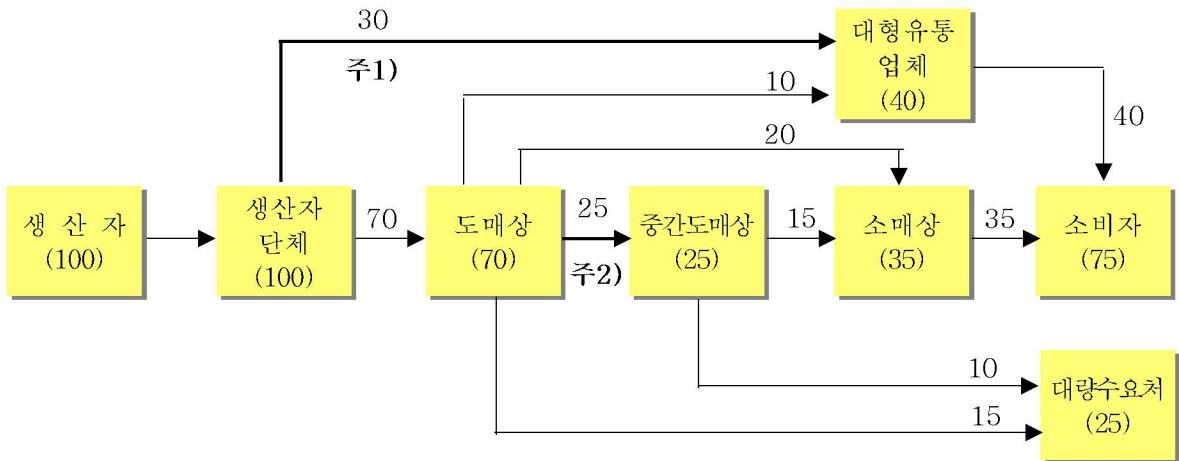 30
주1)
대형유통
업체
(40)
10
20
40
생 산 자
(100)
생산자
단체
(100)
70
도매상
(70)
25
주2)
중간도매상
(25)
15
소매상
(35)
35
소비자
(75)
10
15
대량수요처
(25)